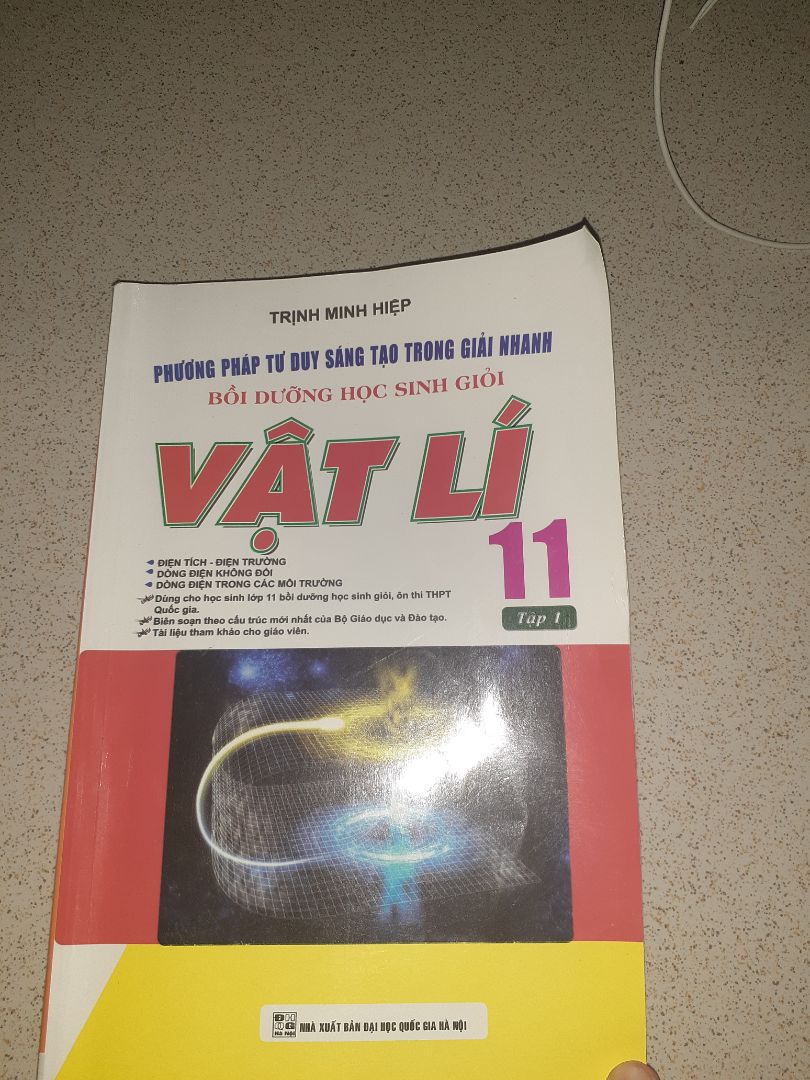 TRỊNH MINH HIỆP
PHƯƠNG PHÁP TƯ DUY SÁNG TẠO TRONG GIẢI NHANH
BỒI DƯỠNG HỌC SINH GIỎI
VẬT LÍ
11
Tập 1
ĐIỆN TÍCH - ĐIỆN TRƯỜNG
DÒNG ĐIỆN KHÔNG ĐỔI
DÒNG ĐIỆN TRONG CÁC MÔI TRƯỜNG
Dùng cho học sinh lớp 11 bồi dưỡng học sinh giỏi, ôn thi THPT
Quốc gia.
Biên soạn theo cấu trúc mới nhất của Bộ Giáo dục và Đào tạo.
Tài liệu tham khảo cho giáo viên.
ĐHQG HÀ NỘI
NHÀ XUẤT BẢN ĐẠI HỌC QUỐC GIA HÀ NỘI